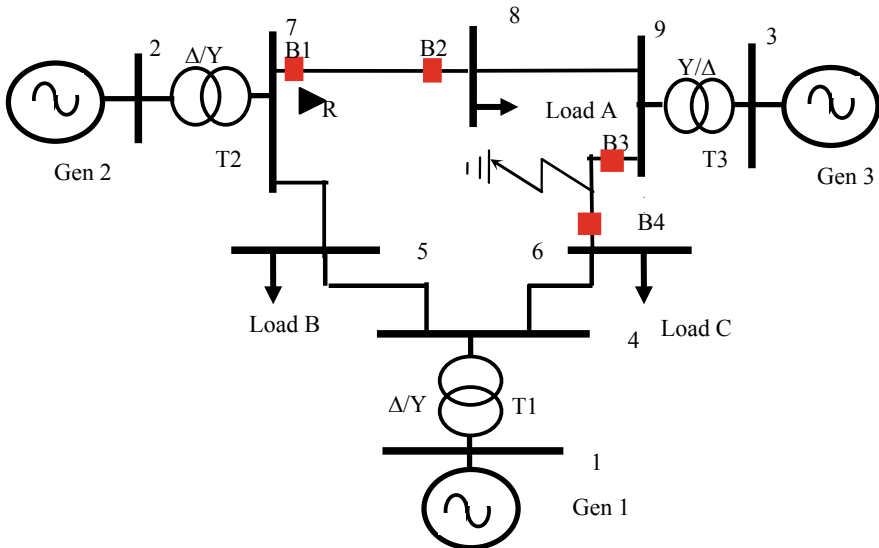 7
8
9
3
2
Δ/Y
B1
B2
Y/Δ
R
Load A
T2
B3
T3
Gen 2
Gen 3
B4
5
6
Load B
Load C
4
Δ/Y
T1
1
Gen 1